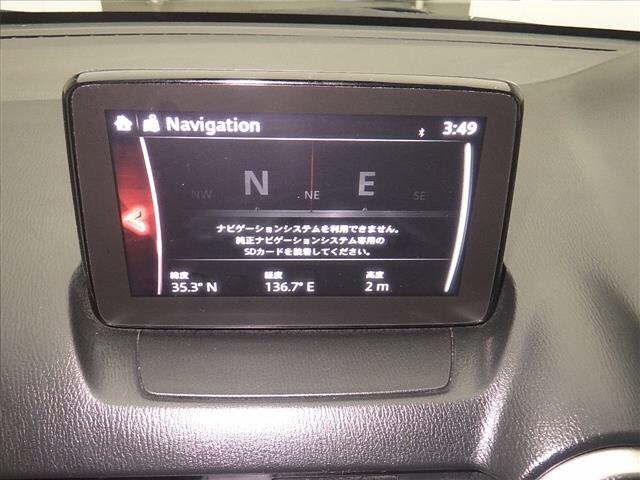 Navigation
3:49
NW N NE E SE
ナビゲーションシステムを利用できません。
純正ナビゲーションシステム専用の
SDカードを装着してください。
緯度 経度 高度
35.3° N 136.7° E 2 m